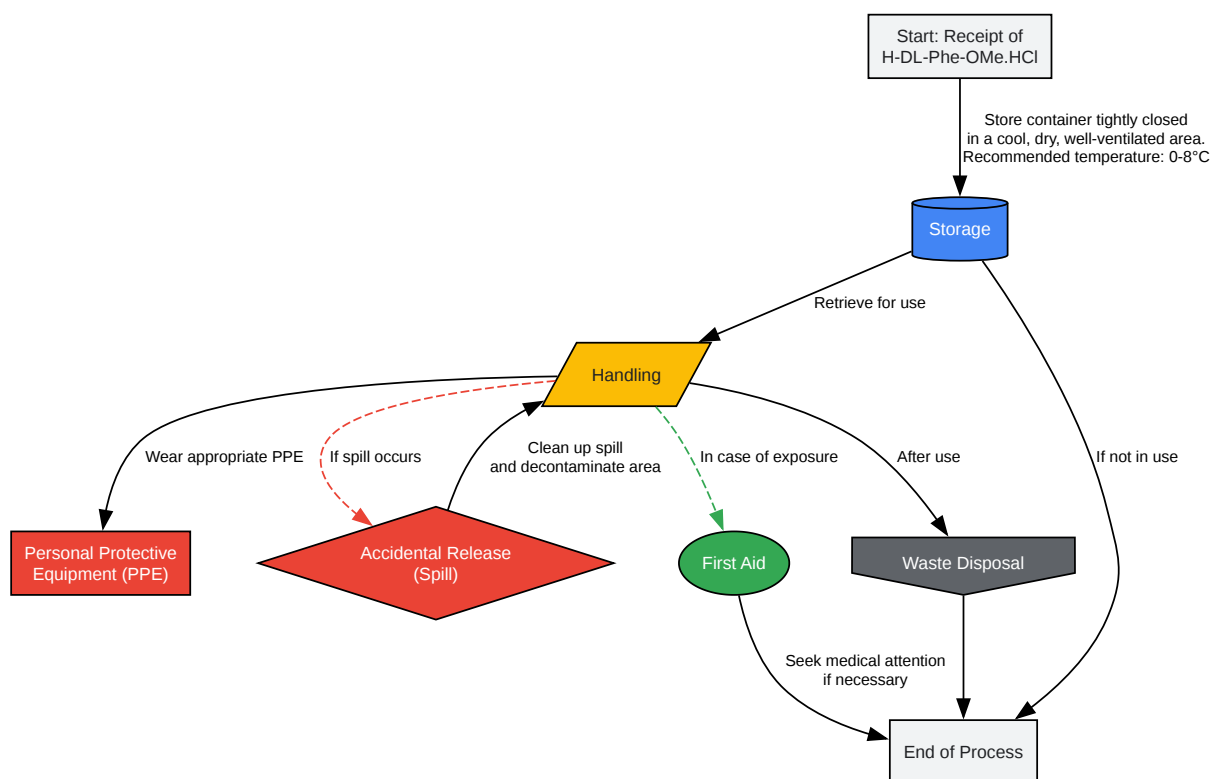 Start: Receipt of
H-DL-Phe-OMe.HCl
Store container tightly closed
in a cool, dry, well-ventilated area.
Recommended temperature: 0-8°C
Storage
Retrieve for use
Handling
Wear appropriate PPE
If spill occurs
Clean up spill
and decontaminate area
In case of exposure
After use
If not in use
Personal Protective
Equipment (PPE)
Accidental Release
(Spill)
First Aid
Waste Disposal
Seek medical attention
if necessary
End of Process